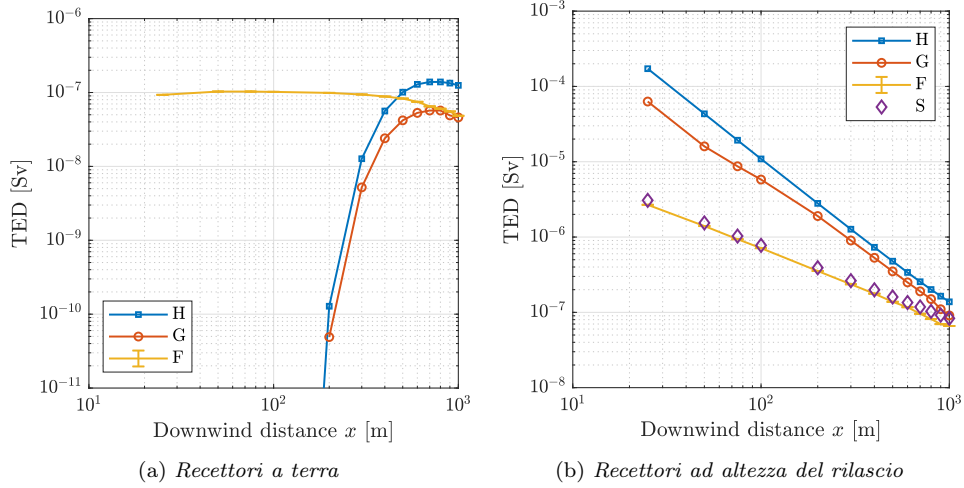 10^-6
10^-7
10^-8
10^-9
10^-10
10^-11
TED [Sv]
H
G
F
10^1
10^2
10^3
Downwind distance x [m]
(a) Recettori a terra
10^-3
10^-4
10^-5
10^-6
10^-7
10^-8
TED [Sv]
H
G
F
S
10^1
10^2
10^3
Downwind distance x [m]
(b) Recettori ad altezza del rilascio